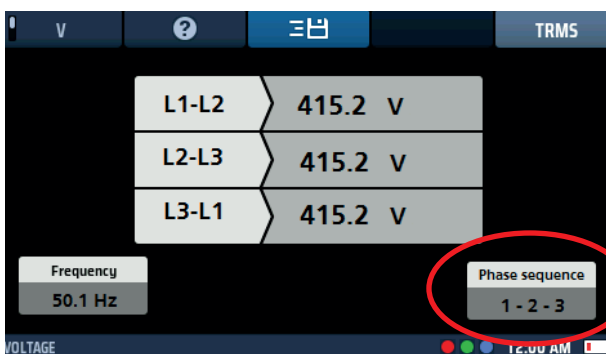 V
TRMS
L1-L2 415.2 V
L2-L3 415.2 V
L3-L1 415.2 V
Frequency
50.1 Hz
Phase sequence
1 - 2 - 3
VOLTAGE 12:00 AM